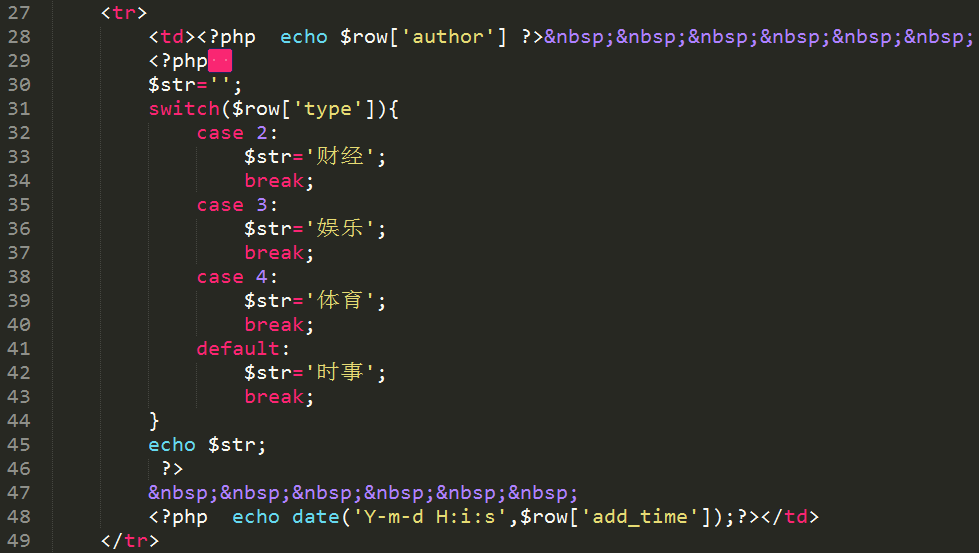 27 <tr>
28 <td><?php  echo $row['author'] ?>&nbsp;&nbsp;&nbsp;&nbsp;&nbsp;&nbsp;
29 <?php
30 $str='';
31 switch($row['type']){
32 case 2:
33 $str='财经';
34 break;
35 case 3:
36 $str='娱乐';
37 break;
38 case 4:
39 $str='体育';
40 break;
41 default:
42 $str='时事';
43 break;
44 }
45 echo $str;
46 ?>
47 &nbsp;&nbsp;&nbsp;&nbsp;&nbsp;&nbsp;
48 <?php  echo date('Y-m-d H:i:s',$row['add_time']);?></td>
49 </tr>